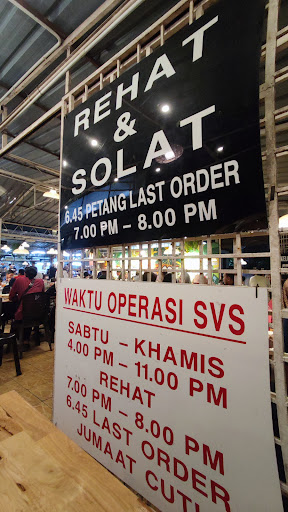 REHAT
&
SOLAT
6.45 PETANG LAST ORDER
7.00 PM – 8.00 PM
WAKTU OPERASI SVS
SABTU – KHAMIS
4.00 PM – 11.00 PM
REHAT
7.00 PM – 8.00 PM
6.45 LAST ORDER
JUMAAT CUTI